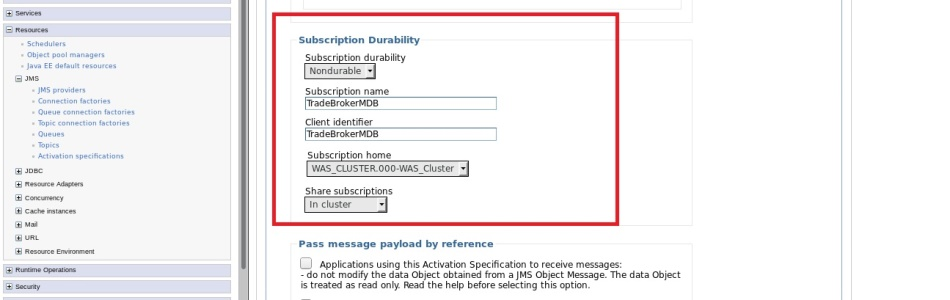 Services
Resources
Schedulers
Object pool managers
Java EE default resources
JMS
JMS providers
Connection factories
Queue connection factories
Topic connection factories
Queues
Topics
Activation specifications
JDBC
Resource Adapters
Concurrency
Cache instances
Mail
URL
Resource Environment
Runtime Operations
Security
Subscription Durability
Subscription durability
Nondurable
Subscription name
TradeBrokerMDB
Client identifier
TradeBrokerMDB
Subscription home
WAS_CLUSTER.000-WAS_Cluster
Share subscriptions
In cluster
Pass message payload by reference
Applications using this Activation Specification to receive messages:
- do not modify the data Object obtained from a JMS Object Message. The data Object
is treated as read only. Read the help before selecting this option.